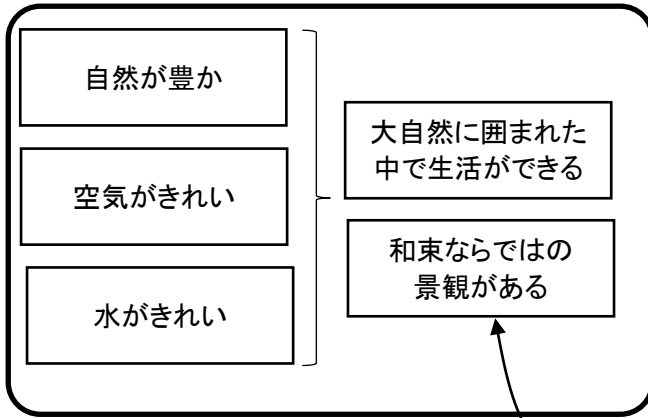 自然が豊か
空気がきれい
水がきれい
大自然に囲まれた
中で生活ができる
和束ならではの
景観がある